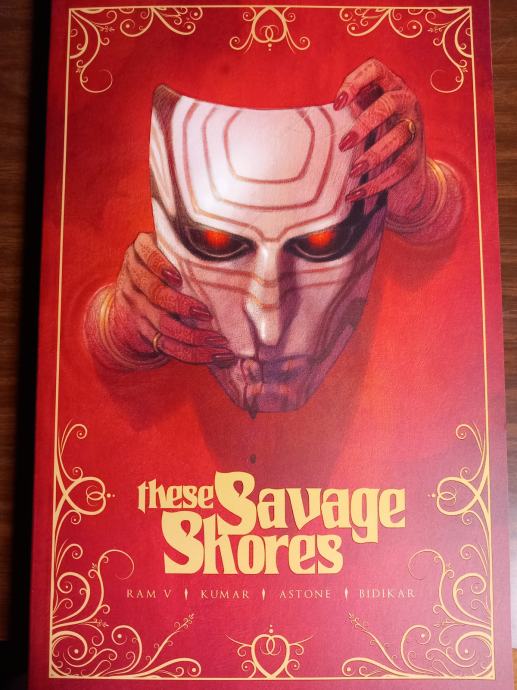 these Savage
Shores
RAM V KUMAR ASTONE BIDIKAR